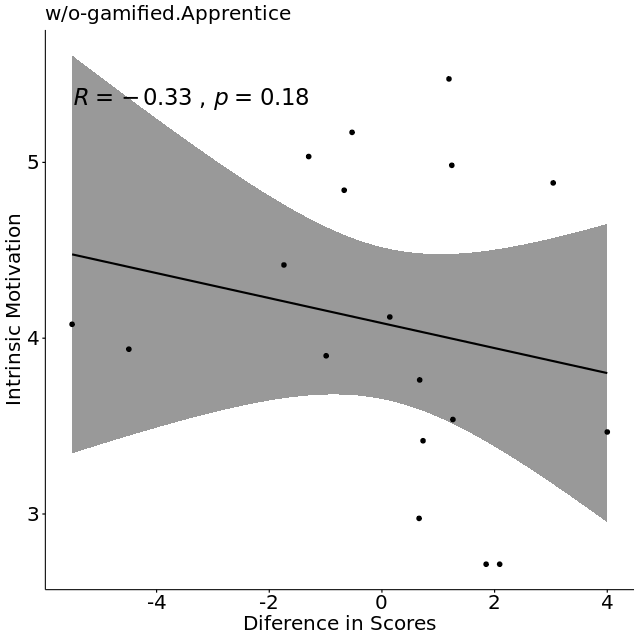 w/o-gamified.Apprentice
R = −0.33 , p = 0.18
5
4
3
Intrinsic Motivation
-4 -2 0 2 4
Diference in Scores